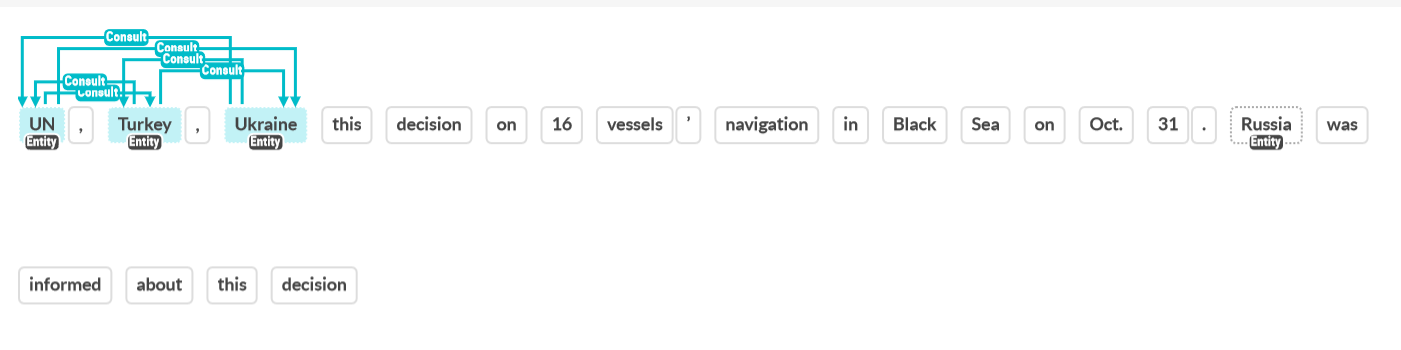 Consult
Consult
Consult
Consult
Consult
Consult
UN , Turkey , Ukraine this decision on 16 vessels ’ navigation in Black Sea on Oct. 31 . Russia was
Entity Entity Entity Entity
informed about this decision